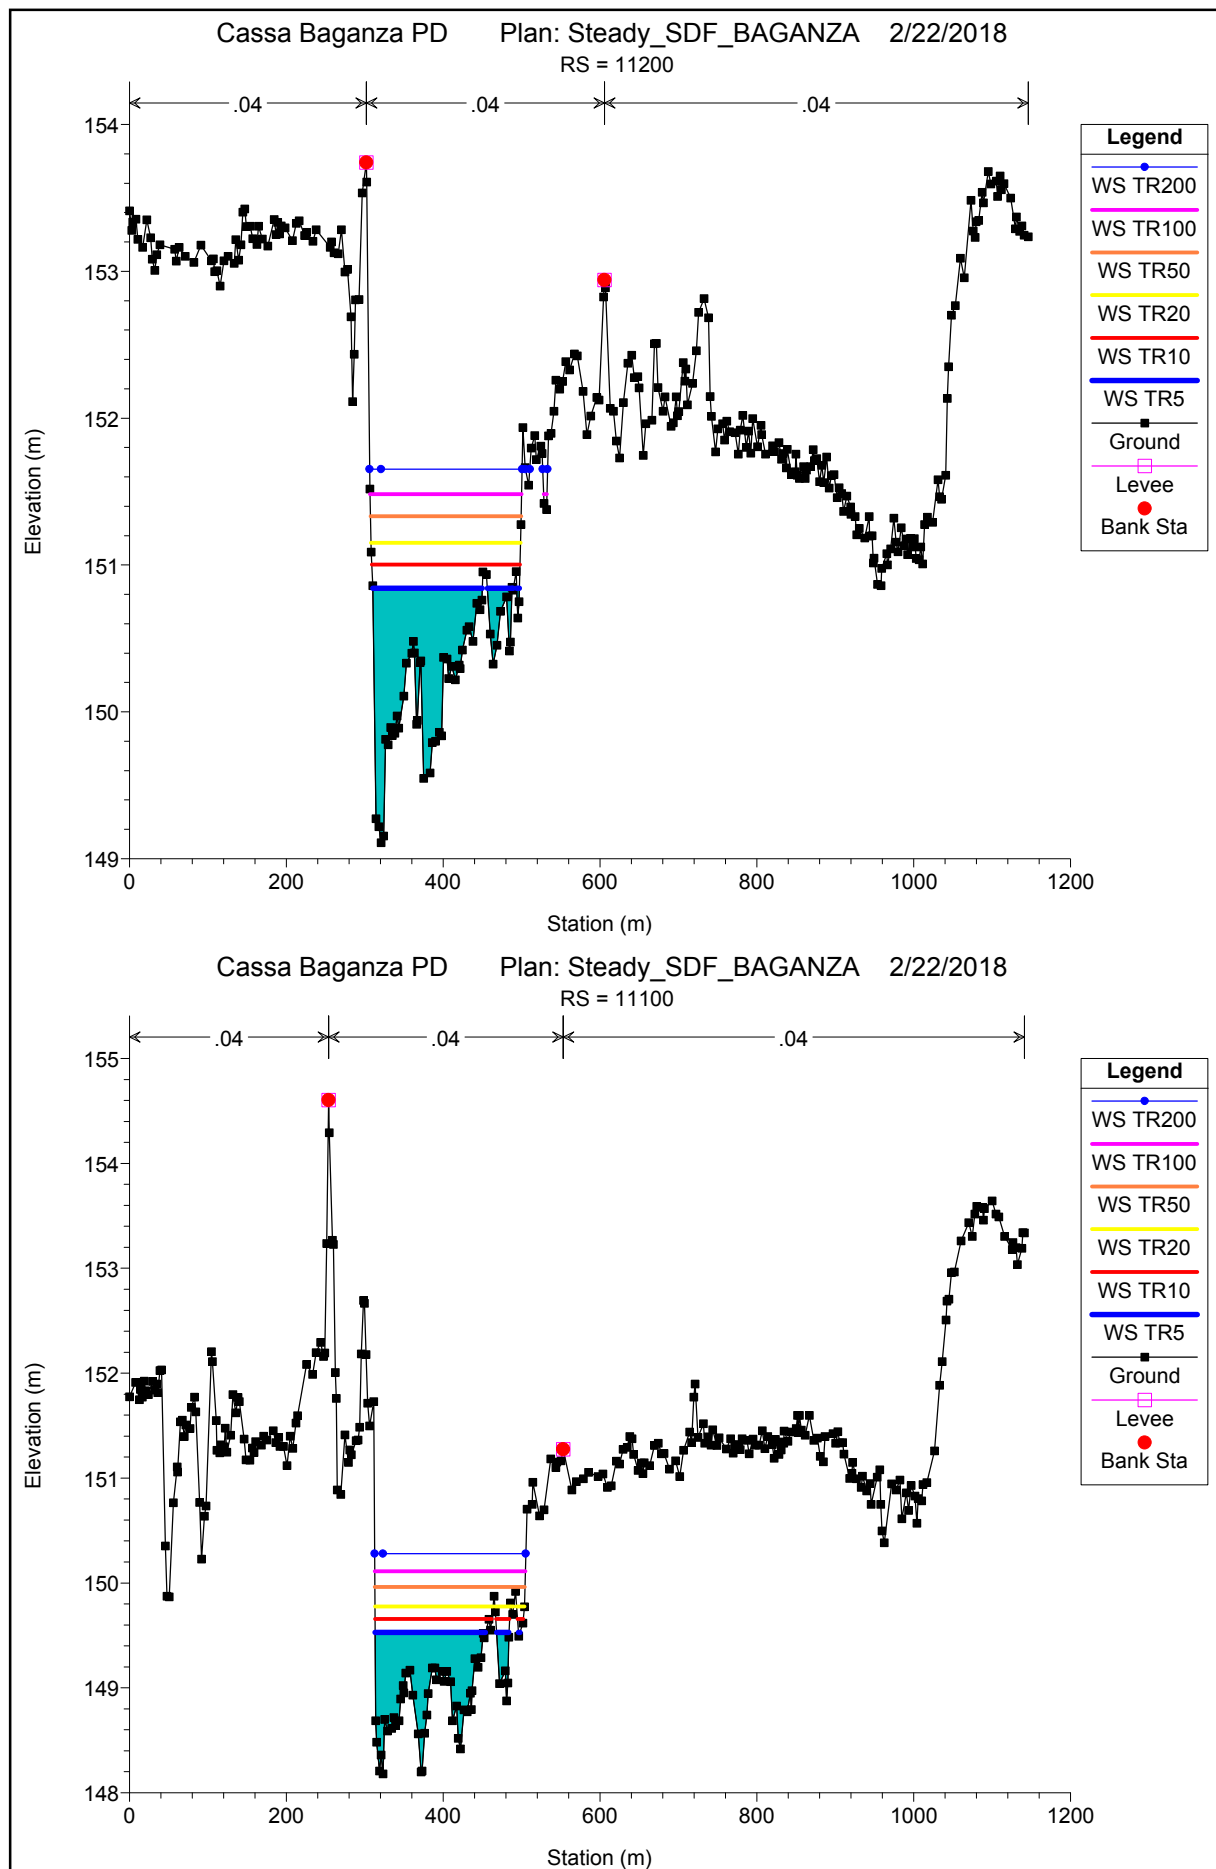 Cassa Baganza PD Plan: Steady_SDF_BAGANZA 2/22/2018
RS = 11200
.04 .04 .04
154
153
152
151
150
149
Elevation (m)
0 200 400 600 800 1000 1200
Station (m)
Legend
WS TR200
WS TR100
WS TR50
WS TR20
WS TR10
WS TR5
Ground
Levee
Bank Sta
Cassa Baganza PD Plan: Steady_SDF_BAGANZA 2/22/2018
RS = 11100
.04 .04 .04
155
154
153
152
151
150
149
148
Elevation (m)
0 200 400 600 800 1000 1200
Station (m)
Legend
WS TR200
WS TR100
WS TR50
WS TR20
WS TR10
WS TR5
Ground
Levee
Bank Sta